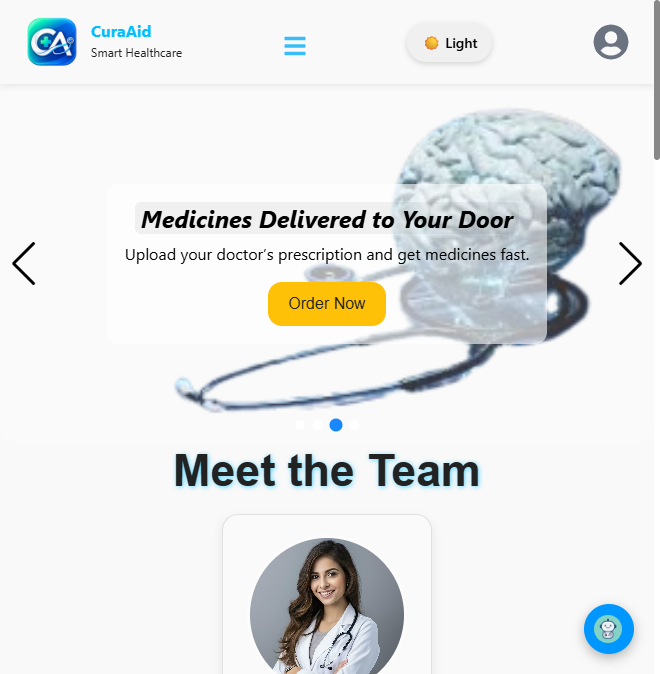 CuraAid
Smart Healthcare
Light
Medicines Delivered to Your Door
Upload your doctor's prescription and get medicines fast.
Order Now
Meet the Team